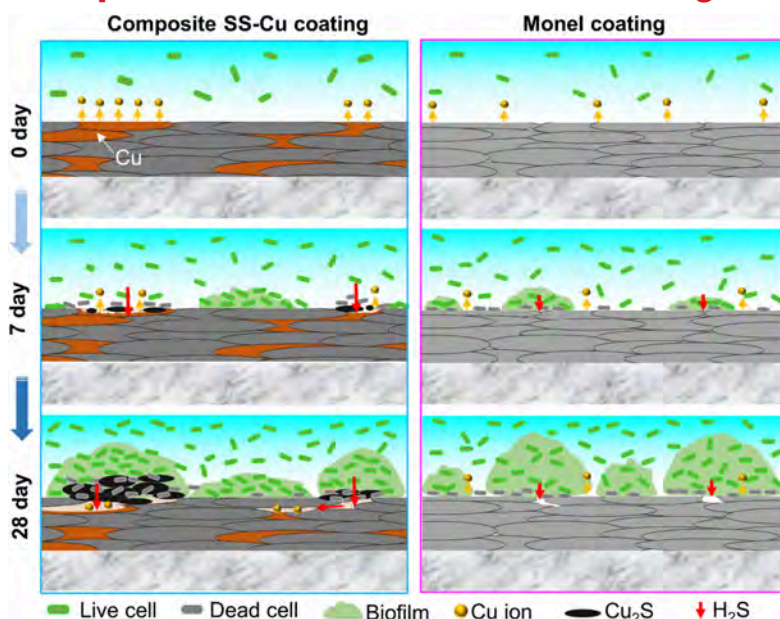 Composite SS-Cu coating
Monel coating
0 day
Cu
7 day
28 day
Live cell
Dead cell
Biofilm
Cu ion
Cu₂S
H₂S